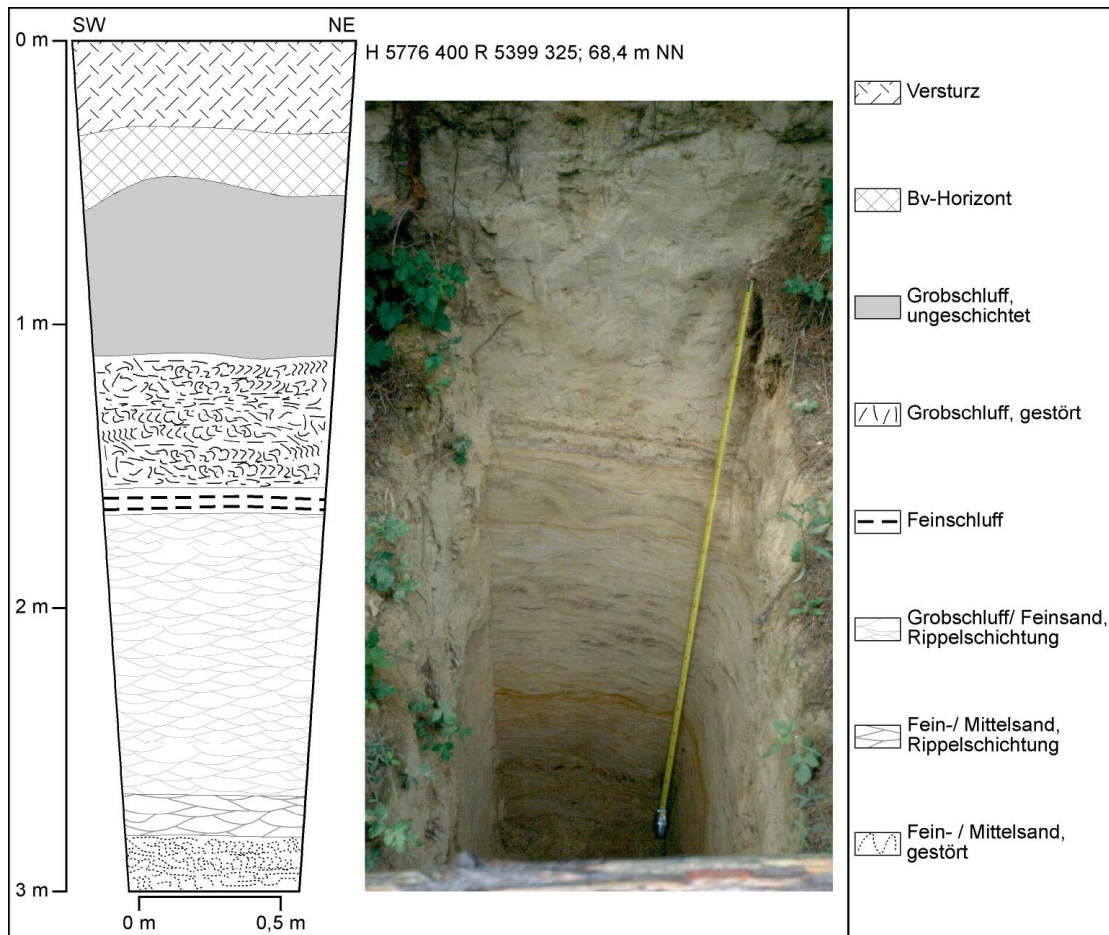 SW
NE
0 m
1 m
2 m
3 m
0 m
0,5 m
H 5776 400 R 5399 325; 68,4 m NN
Versturz
Bv-Horizont
Grobschluff,
ungeschichtet
Grobschluff, gestört
Feinschluff
Grobschluff/ Feinsand,
Rippelschichtung
Fein-/ Mittelsand,
Rippelschichtung
Fein- / Mittelsand,
gestört